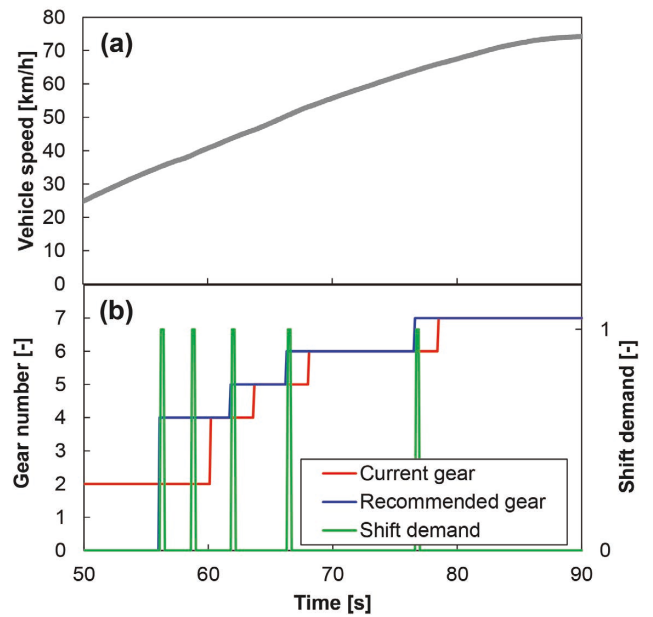 (a)
Vehicle speed [km/h]
80
70
60
50
40
30
20
10
0
(b)
Gear number [-]
7
6
5
4
3
2
1
0
Shift demand [-]
1
0
Current gear
Recommended gear
Shift demand
50 60 70 80 90
Time [s]